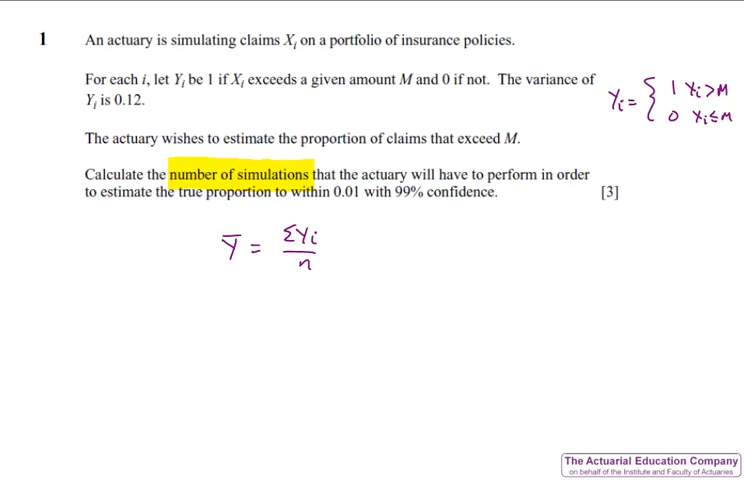 1 An actuary is simulating claims Xi on a portfolio of insurance policies.
For each i, let Yi be 1 if Xi exceeds a given amount M and 0 if not. The variance of
Yi is 0.12.
Yi = { 1 Xi > M
0 Xi ≤ M
The actuary wishes to estimate the proportion of claims that exceed M.
Calculate the number of simulations that the actuary will have to perform in order
to estimate the true proportion to within 0.01 with 99% confidence. [3]
Ȳ = ΣYi / n
The Actuarial Education Company
on behalf of the Institute and Faculty of Actuaries